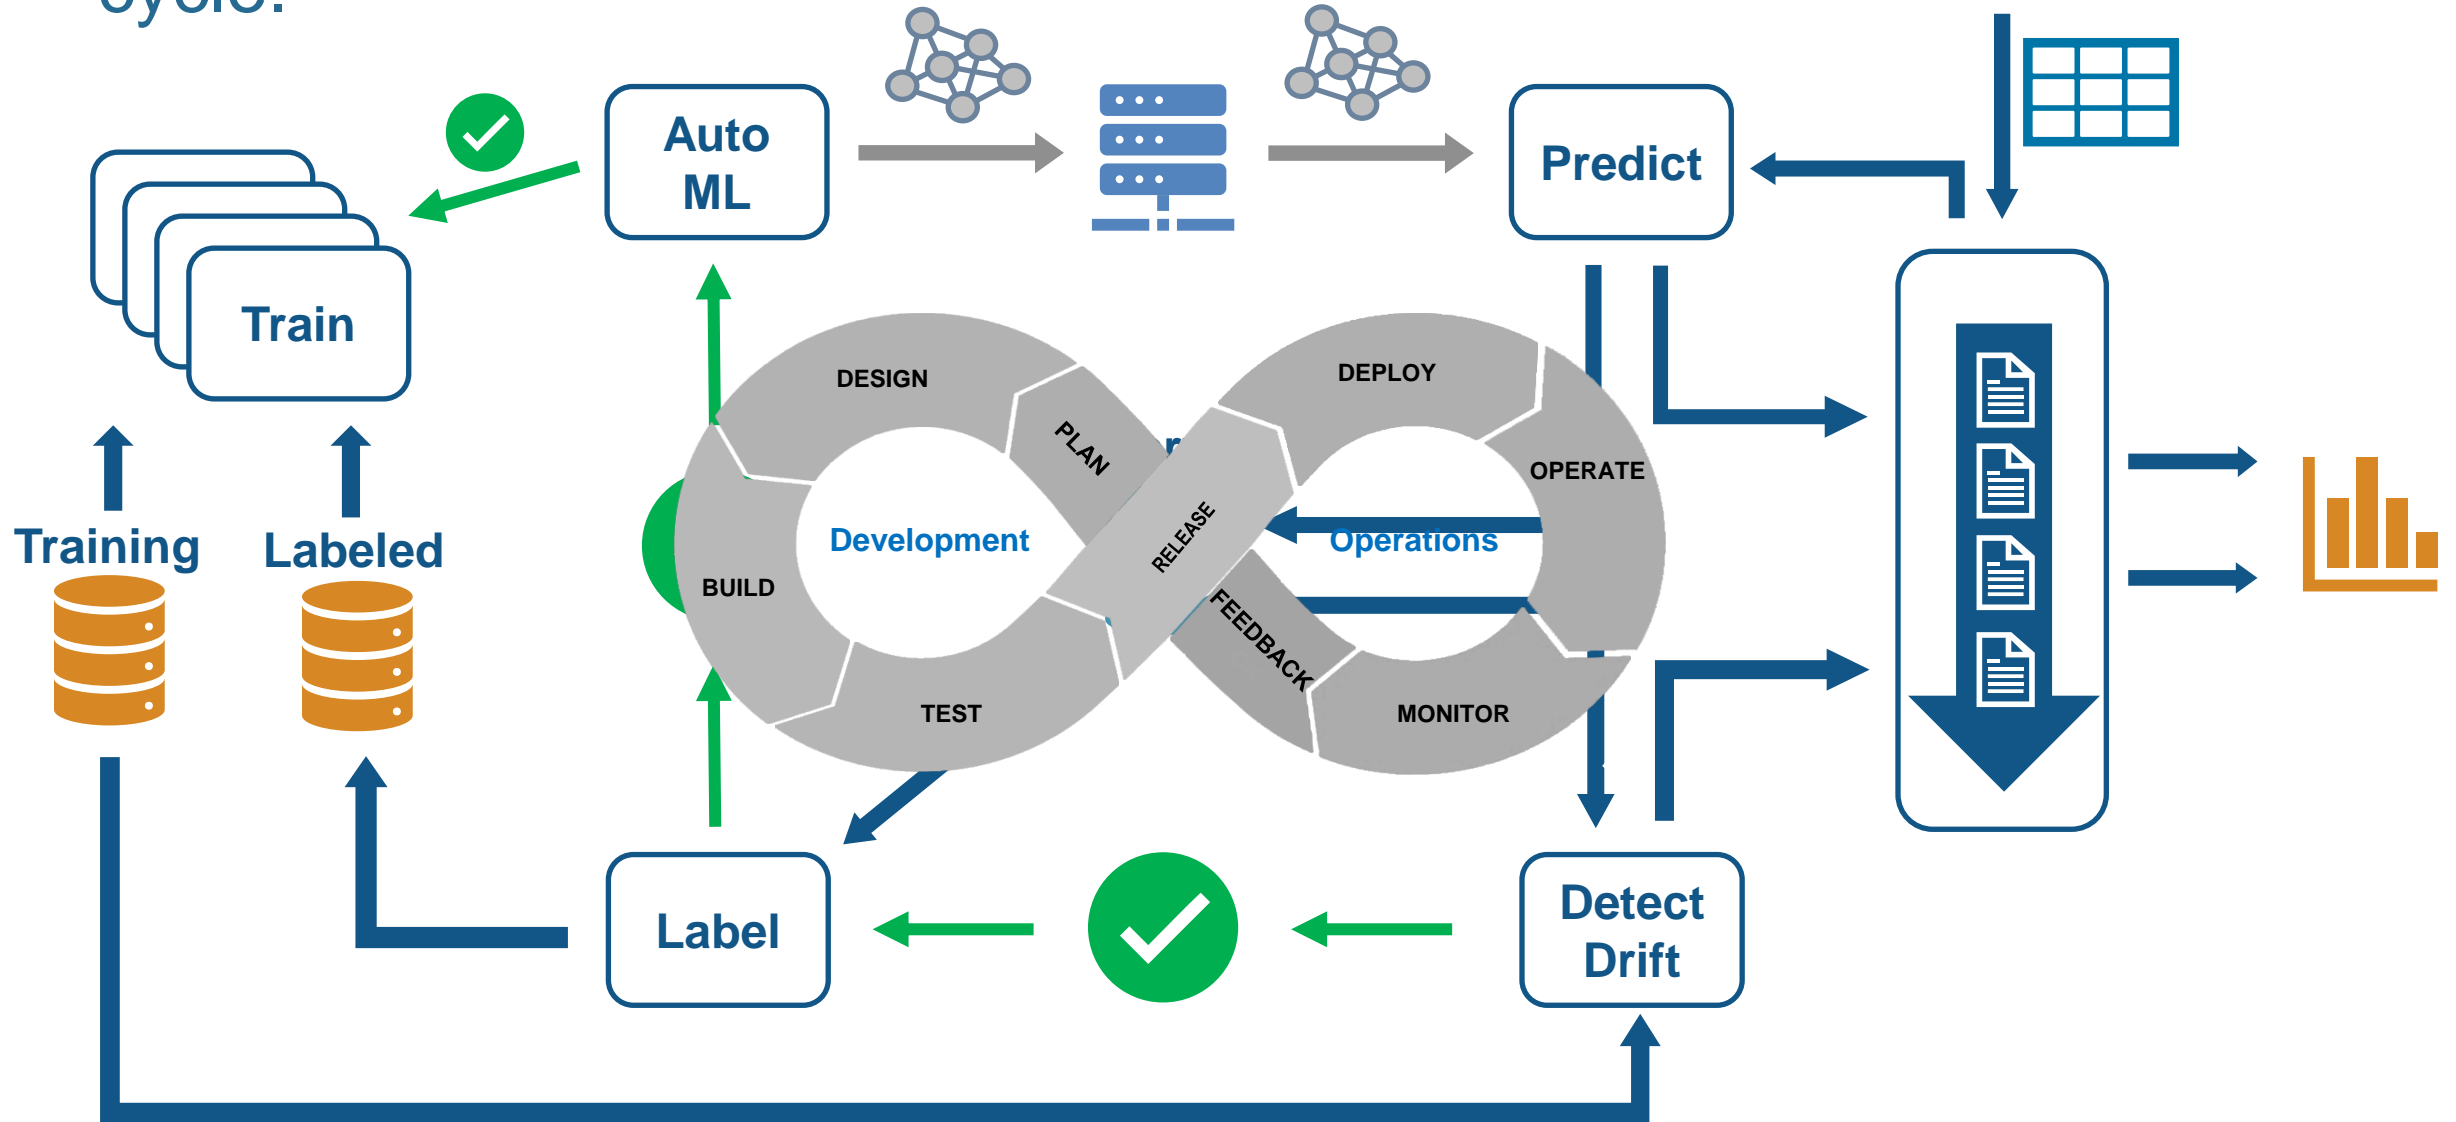 Auto
ML
Predict
Train
DESIGN
DEPLOY
PLAN
OPERATE
RELEASE
Training
Labeled
Development
Operations
BUILD
FEEDBACK
TEST
MONITOR
Label
Detect
Drift